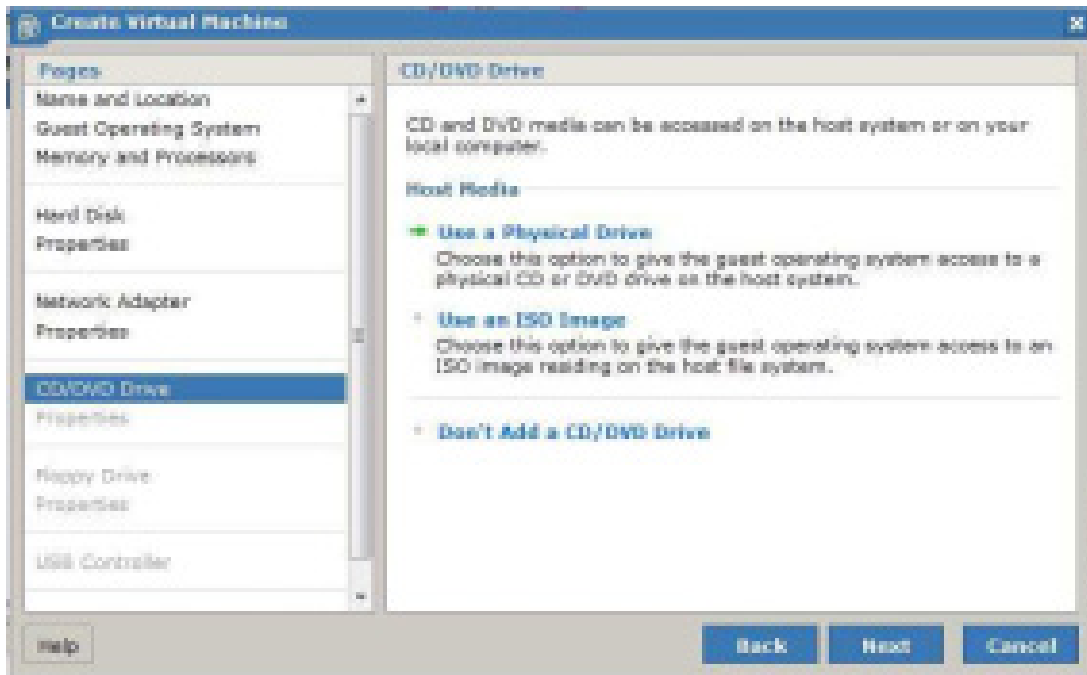 Create Virtual Machine
Pages
Name and Location
Guest Operating System
Memory and Processors
Hard Disk
Properties
Network Adapter
Properties
CD/DVD Drive
Properties
Floppy Drive
Properties
USB Controller
CD/DVD Drive
CD and DVD media can be accessed on the host system or on your
local computer.
Host Media
Use a Physical Drive
Choose this option to give the guest operating system access to a
physical CD or DVD drive on the host system.
Use an ISO Image
Choose this option to give the guest operating system access to an
ISO image residing on the host file system.
Don't Add a CD/DVD Drive
Help
Back
Next
Cancel